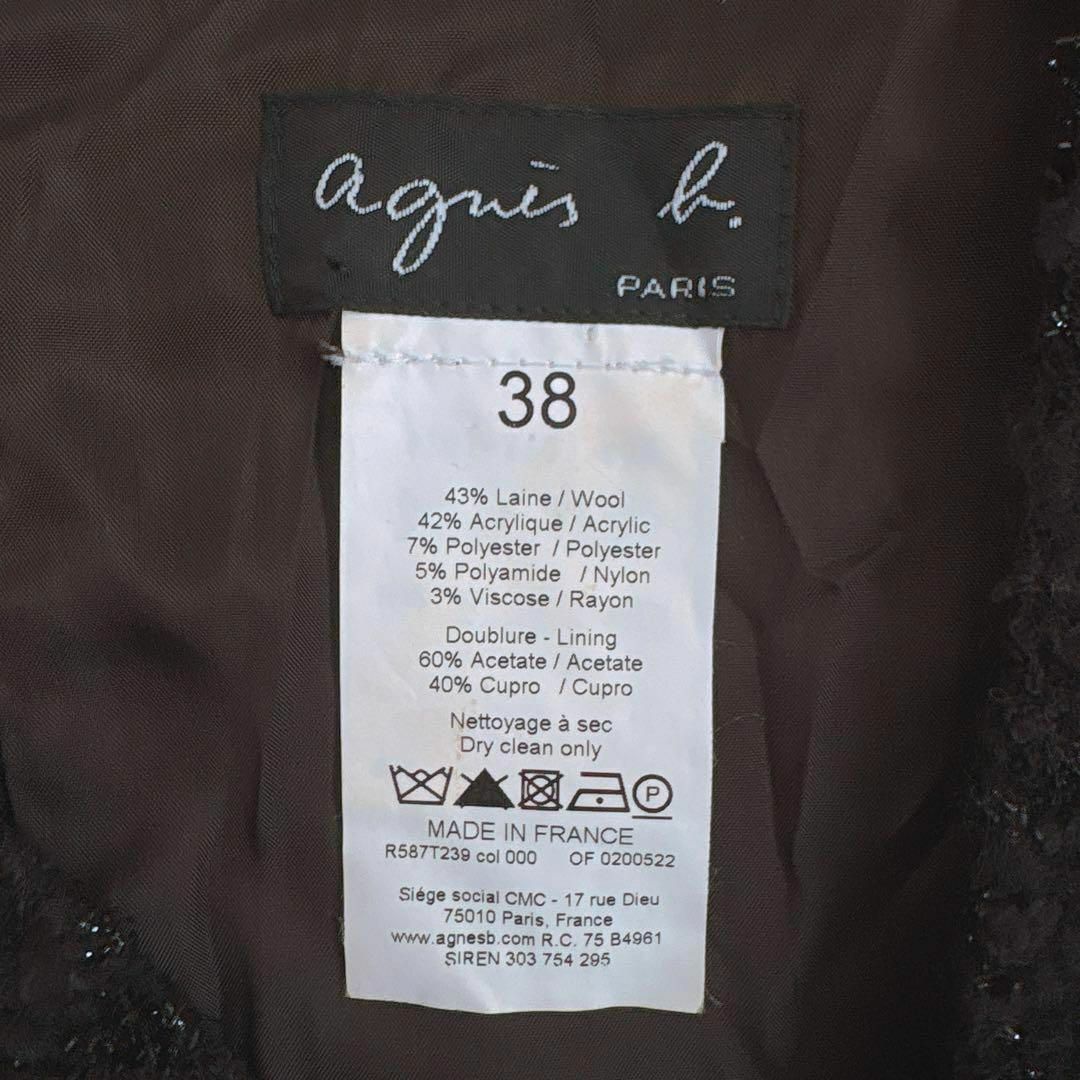 agnès b.
PARIS
38
43% Laine / Wool
42% Acrylique / Acrylic
7% Polyester / Polyester
5% Polyamide / Nylon
3% Viscose / Rayon
Doublure - Lining
60% Acetate / Acetate
40% Cupro / Cupro
Nettoyage à sec
Dry clean only
P
MADE IN FRANCE
R587T239 col 000 OF 0200522
Siége social CMC - 17 rue Dieu
75010 Paris, France
www.agnesb.com R.C. 75 B4961
SIREN 303 754 295